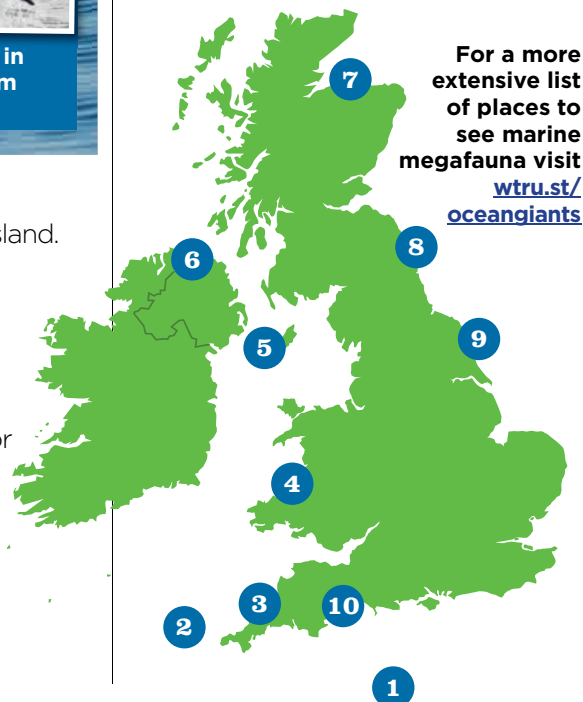 in
m
sland.
or
For a more
extensive list
of places to
see marine
megafauna visit
wtru.st/
oceangiants
7
8
6
5
9
4
3
10
2
1